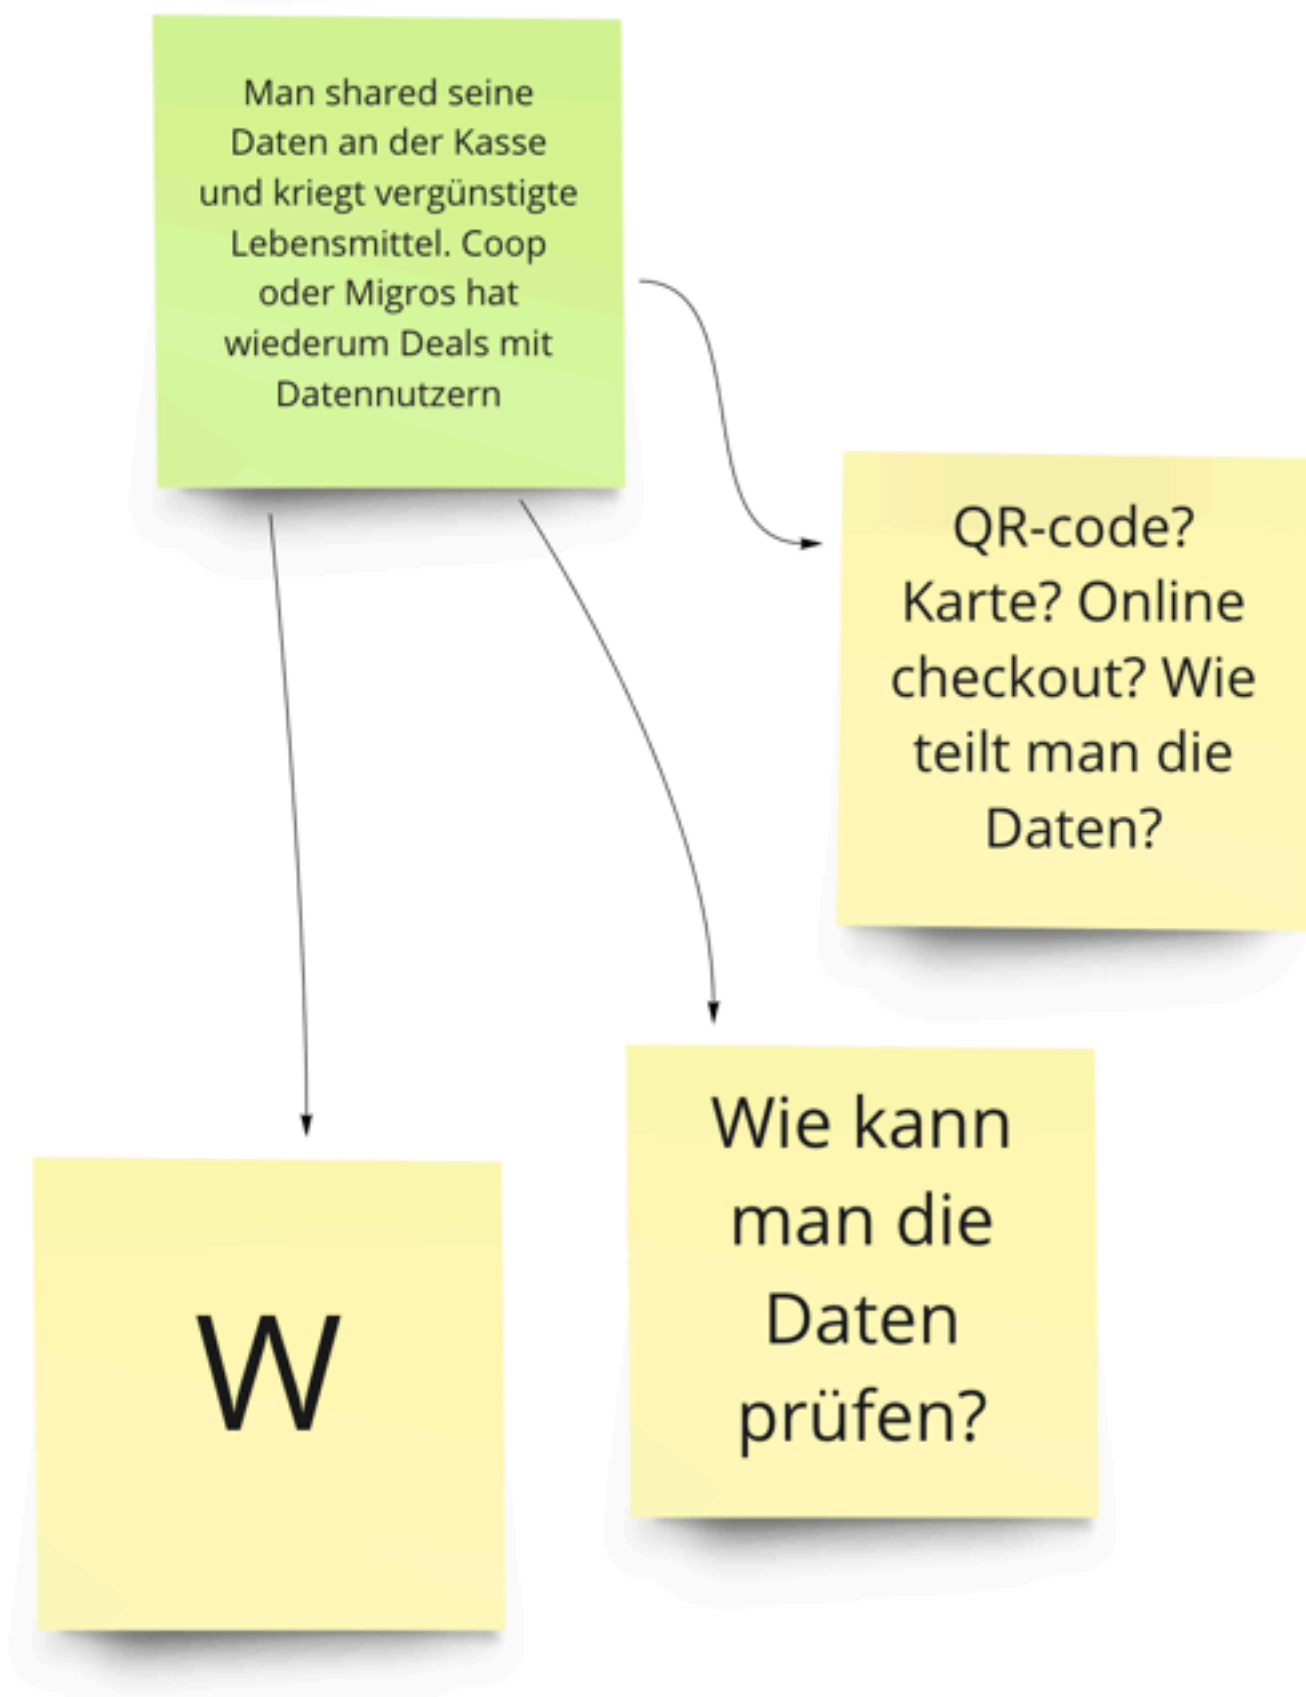 Man shared seine
Daten an der Kasse
und kriegt vergünstigte
Lebensmittel. Coop
oder Migros hat
wiederum Deals mit
Datennutzern
QR-code?
Karte? Online
checkout? Wie
teilt man die
Daten?
Wie kann
man die
Daten
prüfen?
W